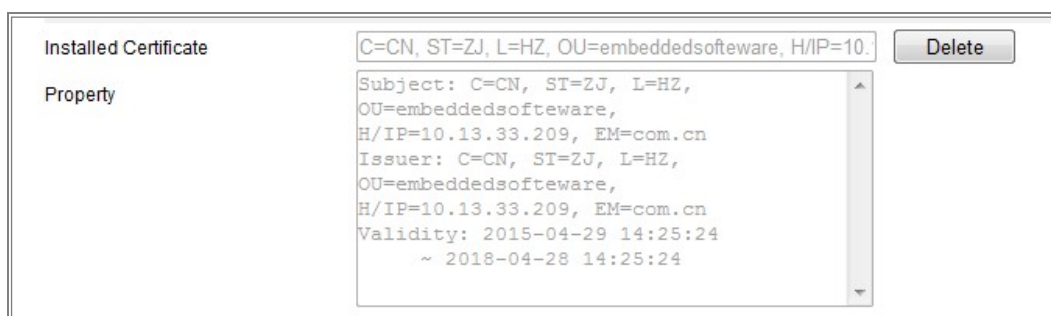 Installed Certificate C=CN, ST=ZJ, L=HZ, OU=embeddedsofteware, H/IP=10. Delete
Property
Subject: C=CN, ST=ZJ, L=HZ,
OU=embeddedsofteware,
H/IP=10.13.33.209, EM=com.cn
Issuer: C=CN, ST=ZJ, L=HZ,
OU=embeddedsofteware,
H/IP=10.13.33.209, EM=com.cn
Validity: 2015-04-29 14:25:24
~ 2018-04-28 14:25:24